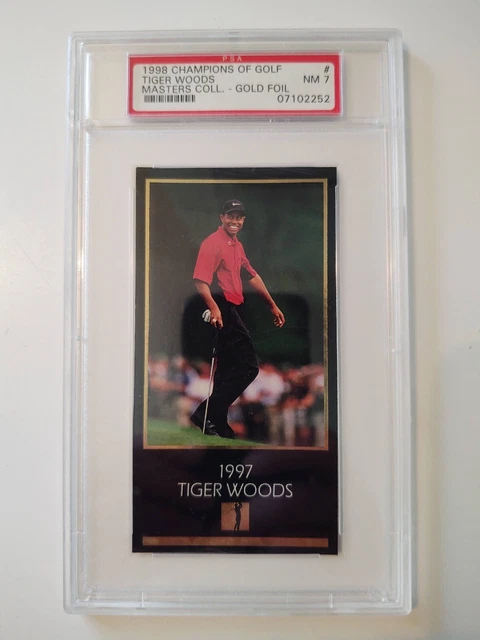 PSA
1998 CHAMPIONS OF GOLF #
TIGER WOODS NM 7
MASTERS COLL. - GOLD FOIL
07102252
1997
TIGER WOODS